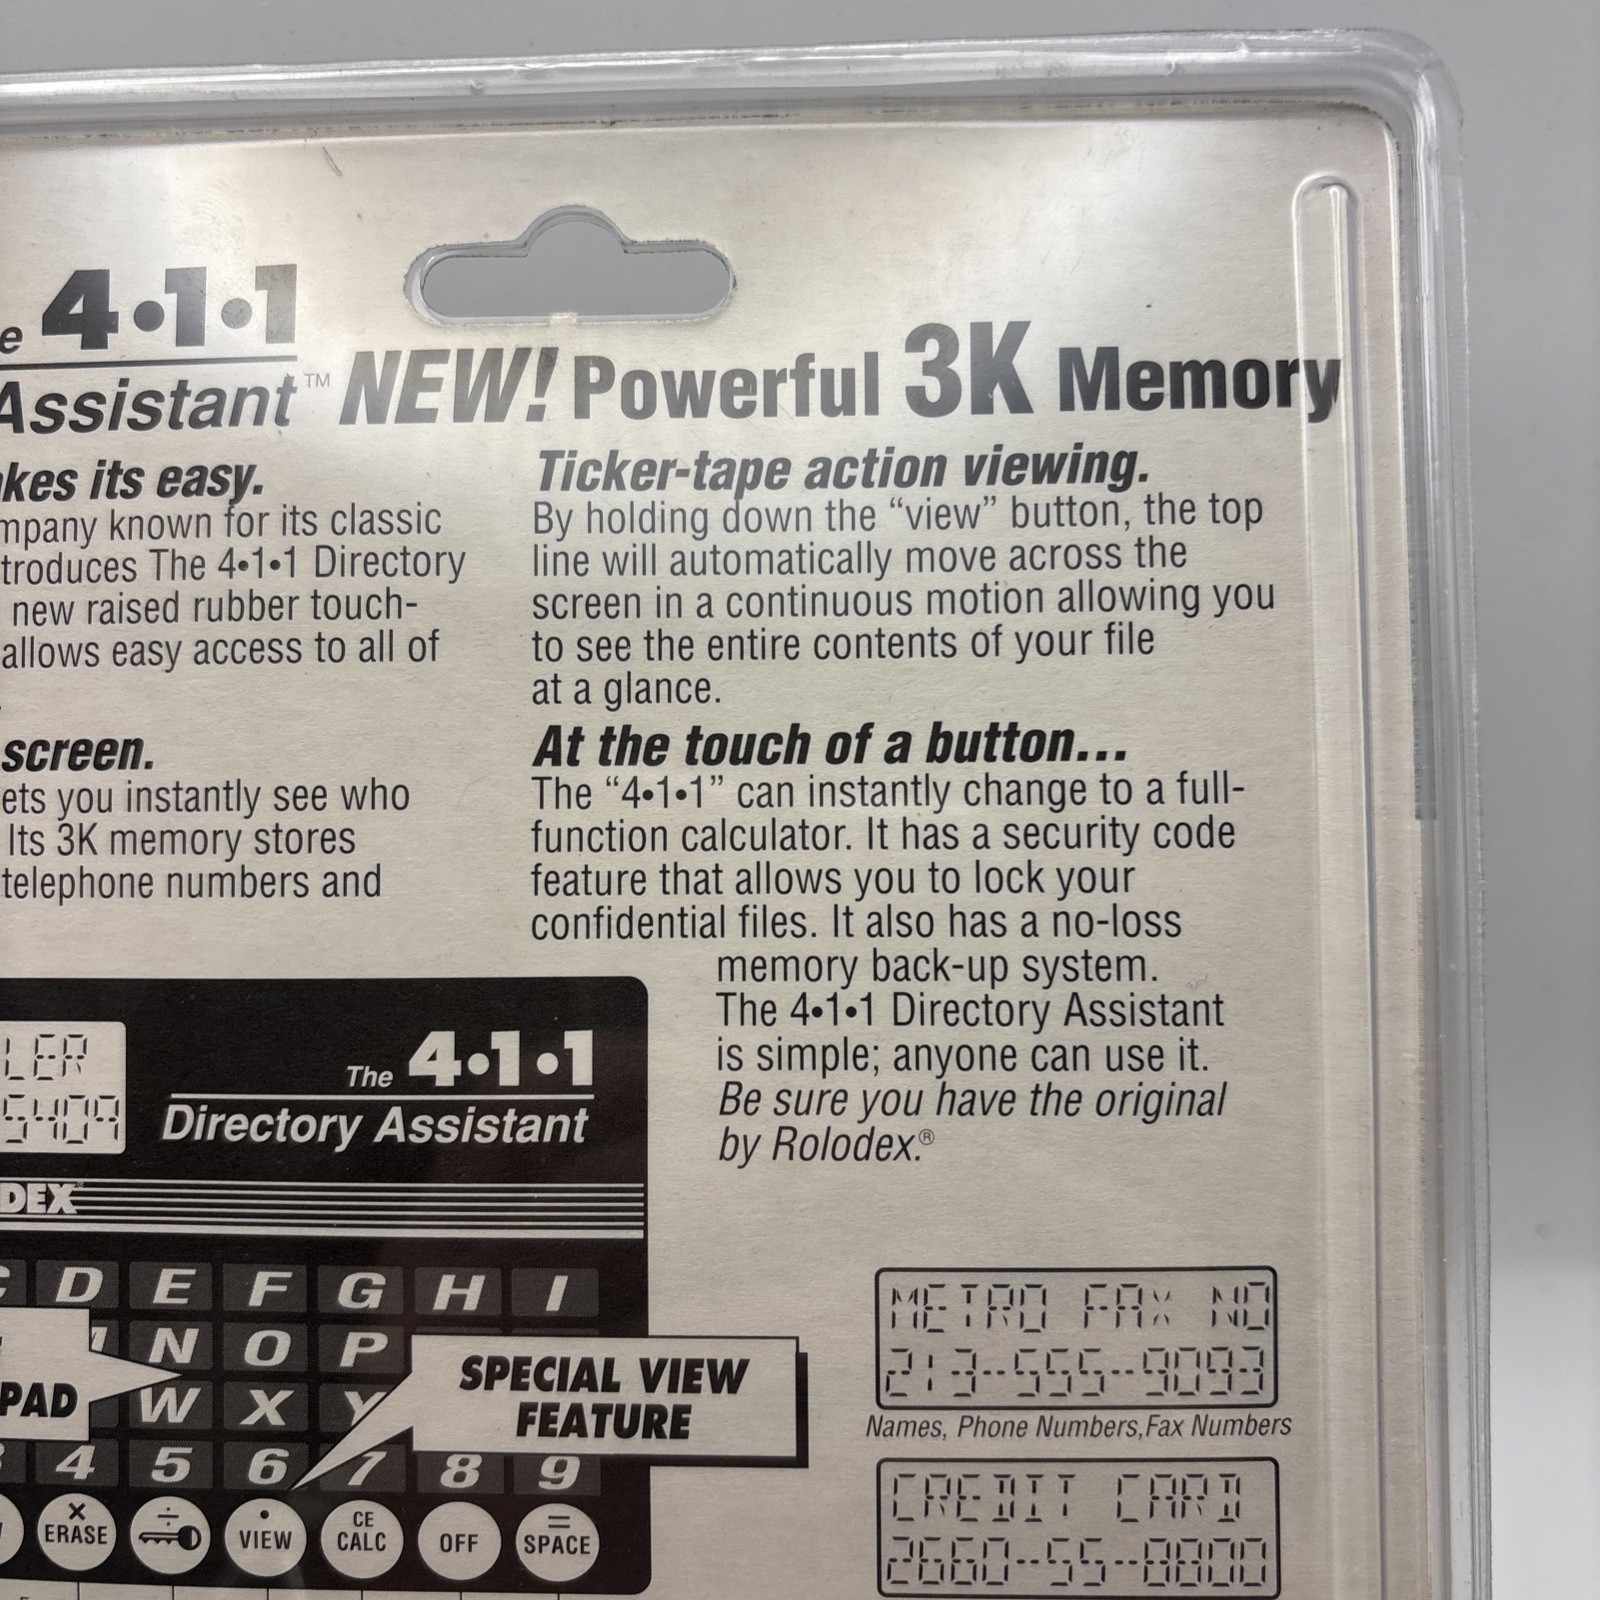 4•1•1
Assistant™
NEW! Powerful 3K Memory
its easy.
known for its classic
The 4•1•1 Directory
new raised rubber touch-
allows easy access to all of
screen.
you instantly see who
Its 3K memory stores
telephone numbers and
Ticker-tape action viewing.
By holding down the “view” button, the top
line will automatically move across the
screen in a continuous motion allowing you
to see the entire contents of your file
at a glance.
At the touch of a button...
The “4•1•1” can instantly change to a full-
function calculator. It has a security code
feature that allows you to lock your
confidential files. It also has a no-loss
memory back-up system.
The 4•1•1 Directory Assistant
is simple; anyone can use it.
Be sure you have the original
by Rolodex.®
The 4•1•1
Directory Assistant
D E F G H I
N O P
W X Y
4 5 6 7 8 9
PAD
SPECIAL VIEW
FEATURE
× ÷ • CE =
ERASE VIEW CALC OFF SPACE
METRO FAX NO
213-555-9093
Names, Phone Numbers,Fax Numbers
CREDIT CARD
2660-55-8800